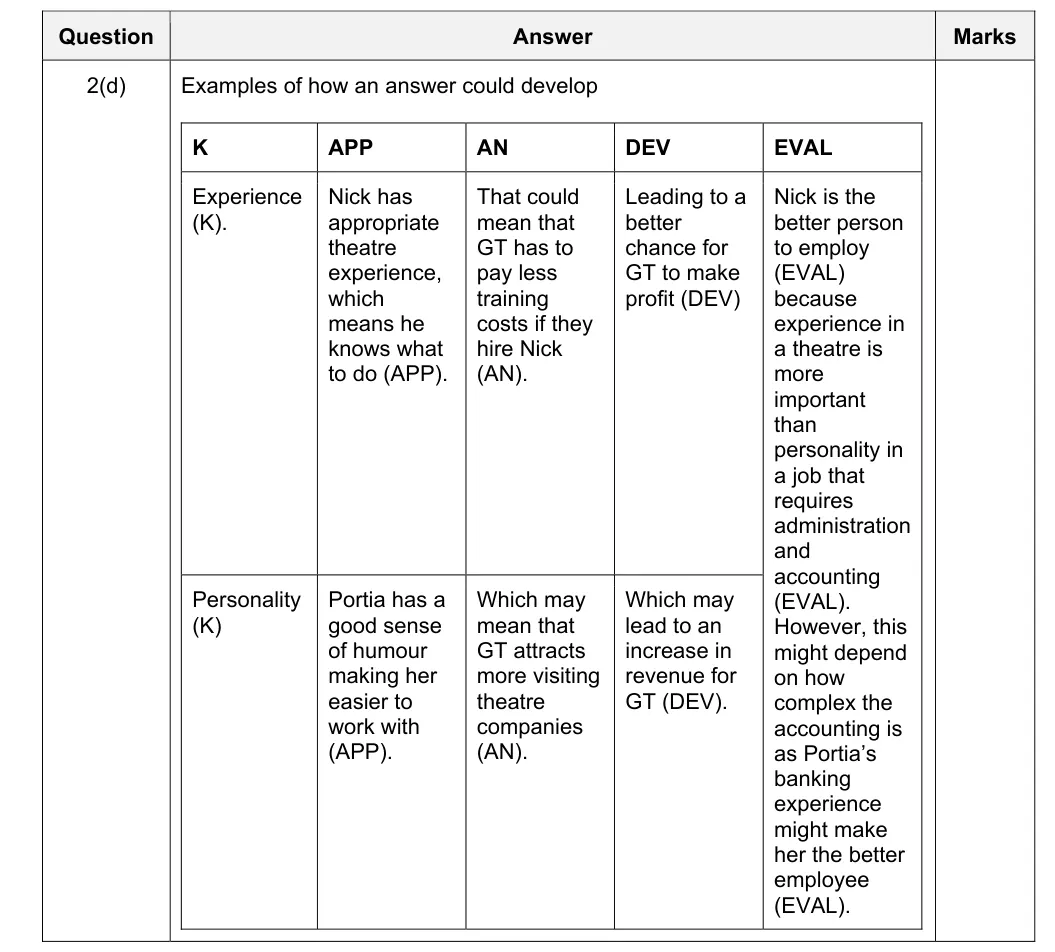 Question Answer Marks
2(d) Examples of how an answer could develop
K APP AN DEV EVAL
Experience
(K).
Nick has
appropriate
theatre
experience,
which
means he
knows what
to do (APP).
That could
mean that
GT has to
pay less
training
costs if they
hire Nick
(AN).
Leading to a
better
chance for
GT to make
profit (DEV)
Nick is the
better person
to employ
(EVAL)
because
experience in
a theatre is
more
important
than
personality in
a job that
requires
administration
and
accounting
(EVAL).
However, this
might depend
on how
complex the
accounting is
as Portia’s
banking
experience
might make
her the better
employee
(EVAL).
Personality
(K)
Portia has a
good sense
of humour
making her
easier to
work with
(APP).
Which may
mean that
GT attracts
more visiting
theatre
companies
(AN).
Which may
lead to an
increase in
revenue for
GT (DEV).